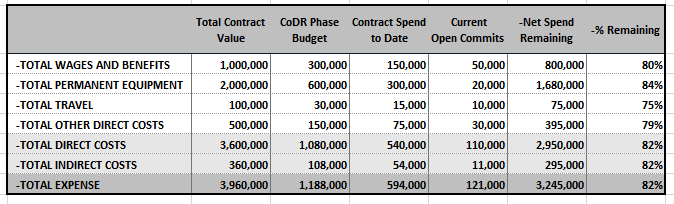 Total Contract Value CoDR Phase Budget Contract Spend to Date Current Open Commits -Net Spend Remaining -% Remaining
-TOTAL WAGES AND BENEFITS 1,000,000 300,000 150,000 50,000 800,000 80%
-TOTAL PERMANENT EQUIPMENT 2,000,000 600,000 300,000 20,000 1,680,000 84%
-TOTAL TRAVEL 100,000 30,000 15,000 10,000 75,000 75%
-TOTAL OTHER DIRECT COSTS 500,000 150,000 75,000 30,000 395,000 79%
-TOTAL DIRECT COSTS 3,600,000 1,080,000 540,000 110,000 2,950,000 82%
-TOTAL INDIRECT COSTS 360,000 108,000 54,000 11,000 295,000 82%
-TOTAL EXPENSE 3,960,000 1,188,000 594,000 121,000 3,245,000 82%